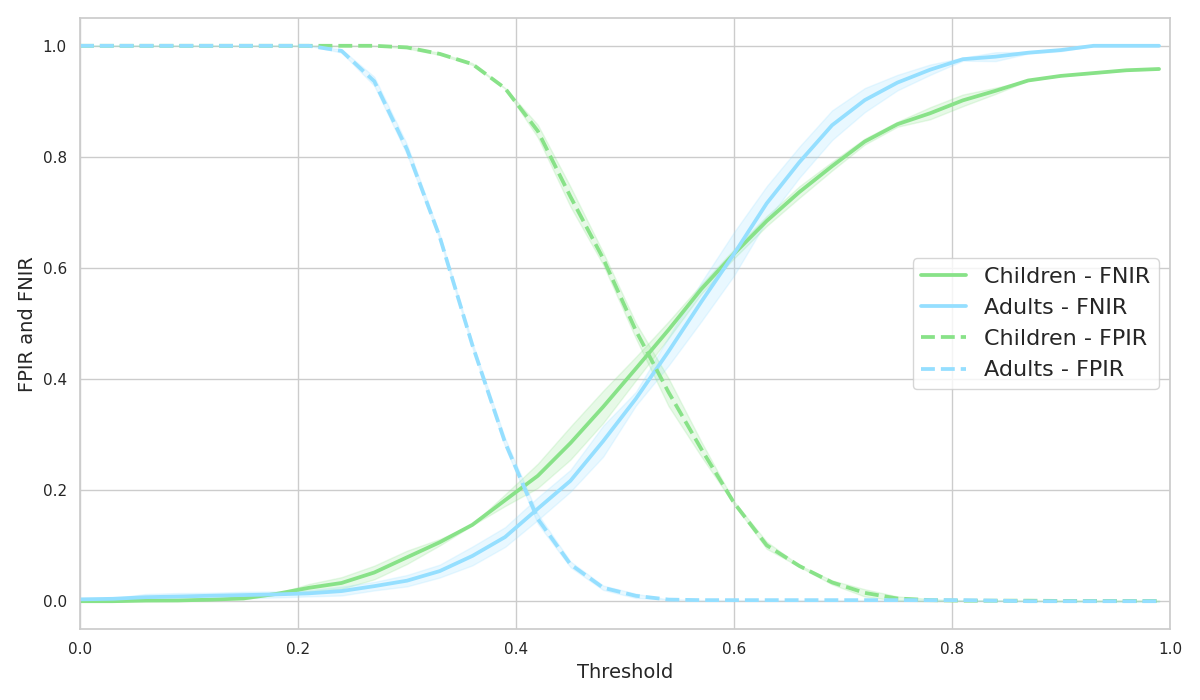 1.0
0.8
0.6
0.4
0.2
0.0
FPIR and FNIR
Children - FNIR
Adults - FNIR
Children - FPIR
Adults - FPIR
0.0 0.2 0.4 0.6 0.8 1.0
Threshold